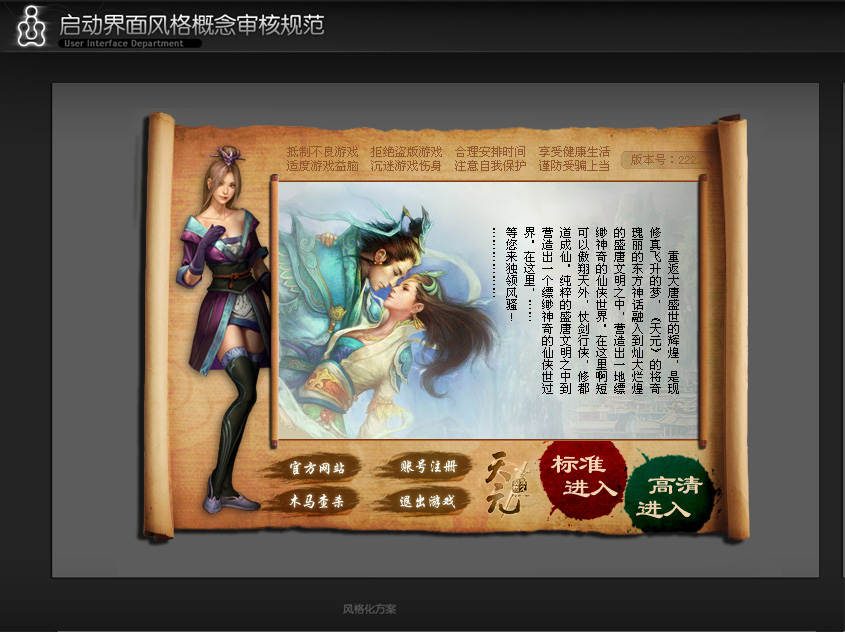 启动界面风格概念审核规范
User Interface Department
抵制不良游戏 拒绝盗版游戏 合理安排时间 享受健康生活
适度游戏益脑 沉迷游戏伤身 注意自我保护 谨防受骗上当
版本号：222
重返大唐盛世的辉煌，是现
修真飞升的梦，《天元》的将奇
瑰丽的东方神话融入到灿大烂煌
的盛唐文明之中，营造出一地缥
缈神奇的仙侠世界，在这里啊短
可以傲翔天外，仗剑行侠，修都
道成仙，纯粹的盛唐文明之中到
营造出一个缥缈神奇的仙侠世过
界，在这里，……
等您来独领风骚！
………………
官方网站
账号注册
木马查杀
退出游戏
天元
标准
进入
高清
进入
风格化方案